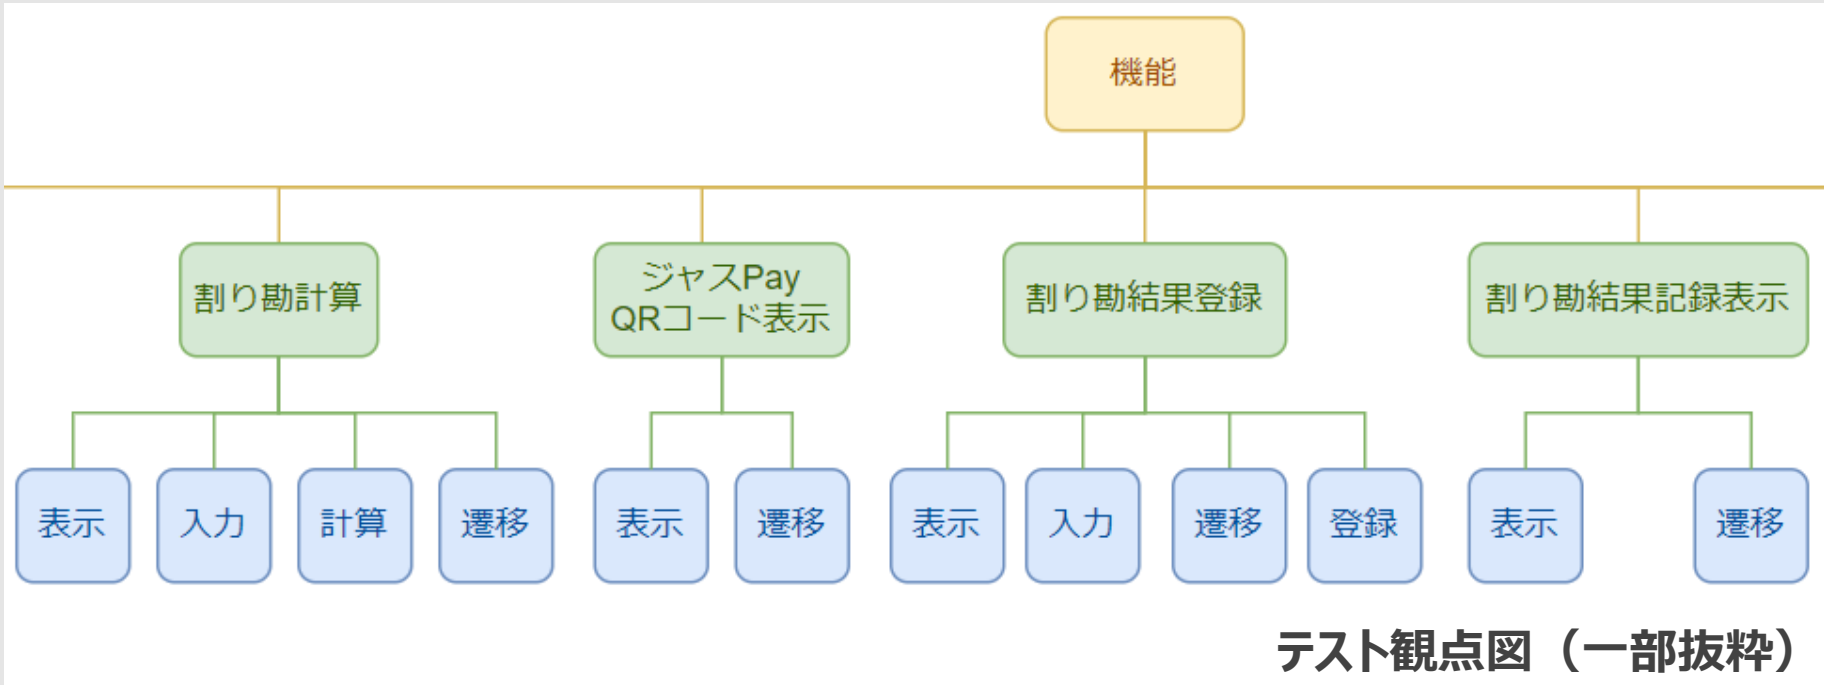 機能
割り勘計算
ジャスPay
QRコード表示
割り勘結果登録
割り勘結果記録表示
表示
入力
計算
遷移
表示
遷移
表示
入力
遷移
登録
表示
遷移
テスト観点図（一部抜粋）